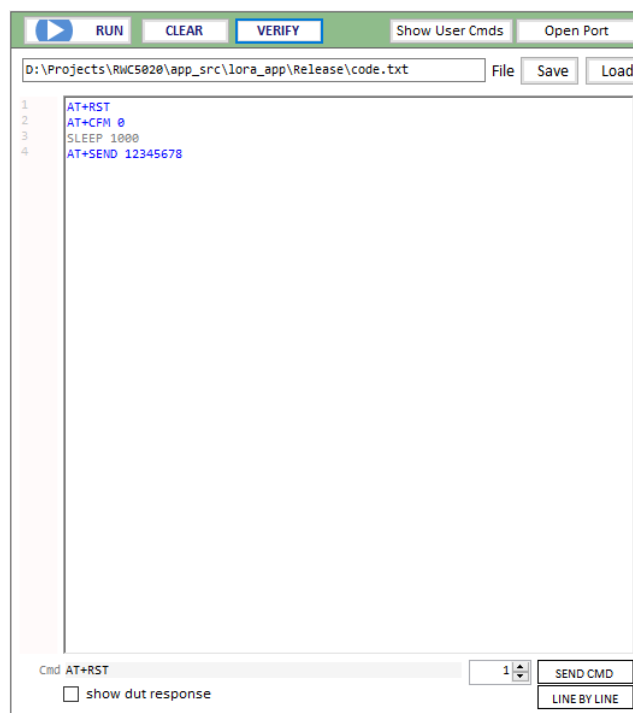 RUN CLEAR VERIFY Show User Cmds Open Port
D:\Projects\RWC5020\app_src\lora_app\Release\code.txt File Save Load
1 AT+RST
2 AT+CFM 0
3 SLEEP 1000
4 AT+SEND 12345678
Cmd AT+RST 1 SEND CMD
show dut response LINE BY LINE